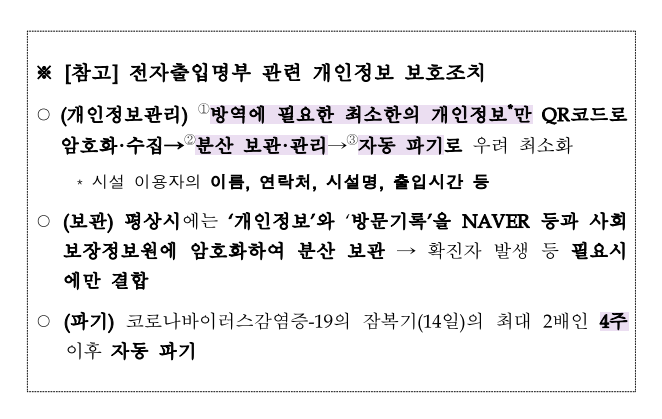 ※ [참고] 전자출입명부 관련 개인정보 보호조치
○ (개인정보관리) ①방역에 필요한 최소한의 개인정보*만 QR코드로
암호화·수집→②분산 보관·관리→③자동 파기로 우려 최소화
* 시설 이용자의 이름, 연락처, 시설명, 출입시간 등
○ (보관) 평상시에는 ‘개인정보’와 ‘방문기록’을 NAVER 등과 사회
보장정보원에 암호화하여 분산 보관 → 확진자 발생 등 필요시
에만 결합
○ (파기) 코로나바이러스감염증-19의 잠복기(14일)의 최대 2배인 4주
이후 자동 파기